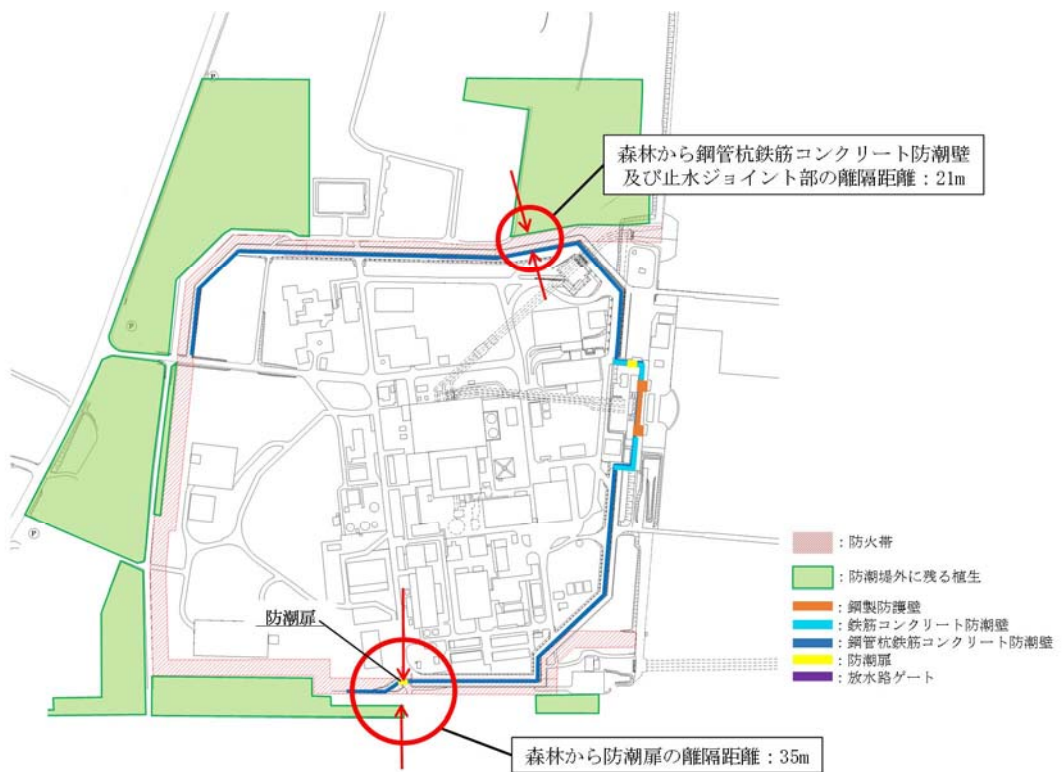 Ⓟ
森林から鋼管杭鉄筋コンクリート防潮壁
及び止水ジョイント部の離隔距離：21m
Ⓟ
Ⓟ
防潮扉
：防火帯
：防潮堤外に残る植生
：鋼製防護壁
：鉄筋コンクリート防潮壁
：鋼管杭鉄筋コンクリート防潮壁
：防潮扉
：放水路ゲート
森林から防潮扉の離隔距離：35m